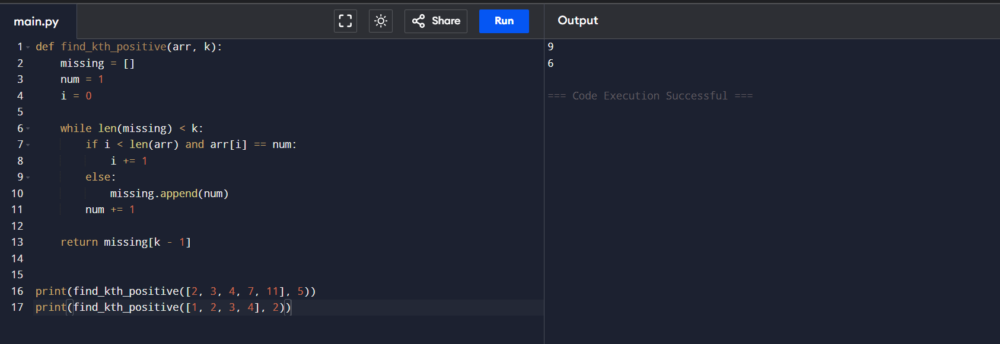 main.py
Share
Run
Output
1 def find_kth_positive(arr, k):
2     missing = []
3     num = 1
4     i = 0
5
6     while len(missing) < k:
7         if i < len(arr) and arr[i] == num:
8             i += 1
9         else:
10             missing.append(num)
11         num += 1
12
13     return missing[k - 1]
14
15
16 print(find_kth_positive([2, 3, 4, 7, 11], 5))
17 print(find_kth_positive([1, 2, 3, 4], 2))
9
6
=== Code Execution Successful ===